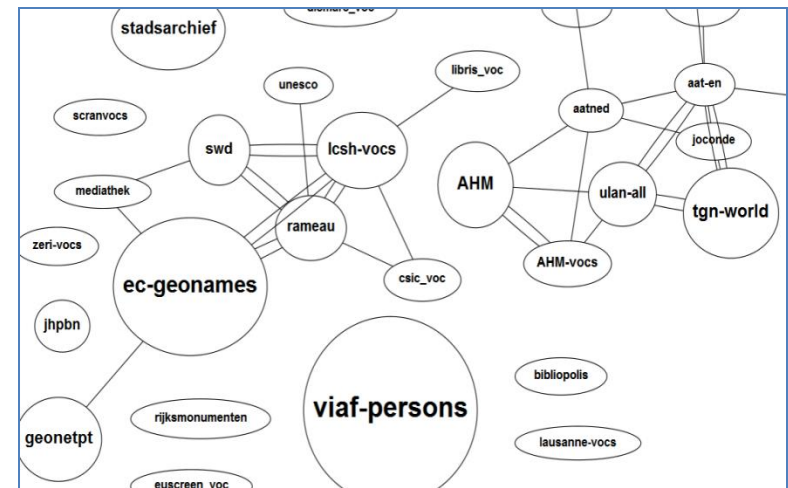 stadsarchief
libris_voc
unesco
aat-en
aatned
scranvocs
joconde
swd
lcsh-vocs
AHM
ulan-all
mediathek
tgn-world
rameau
zeri-vocs
AHM-vocs
ec-geonames
csic_voc
jhpbn
bibliopolis
viaf-persons
rijksmonumenten
geonetpt
lausanne-vocs
euscreen_voc